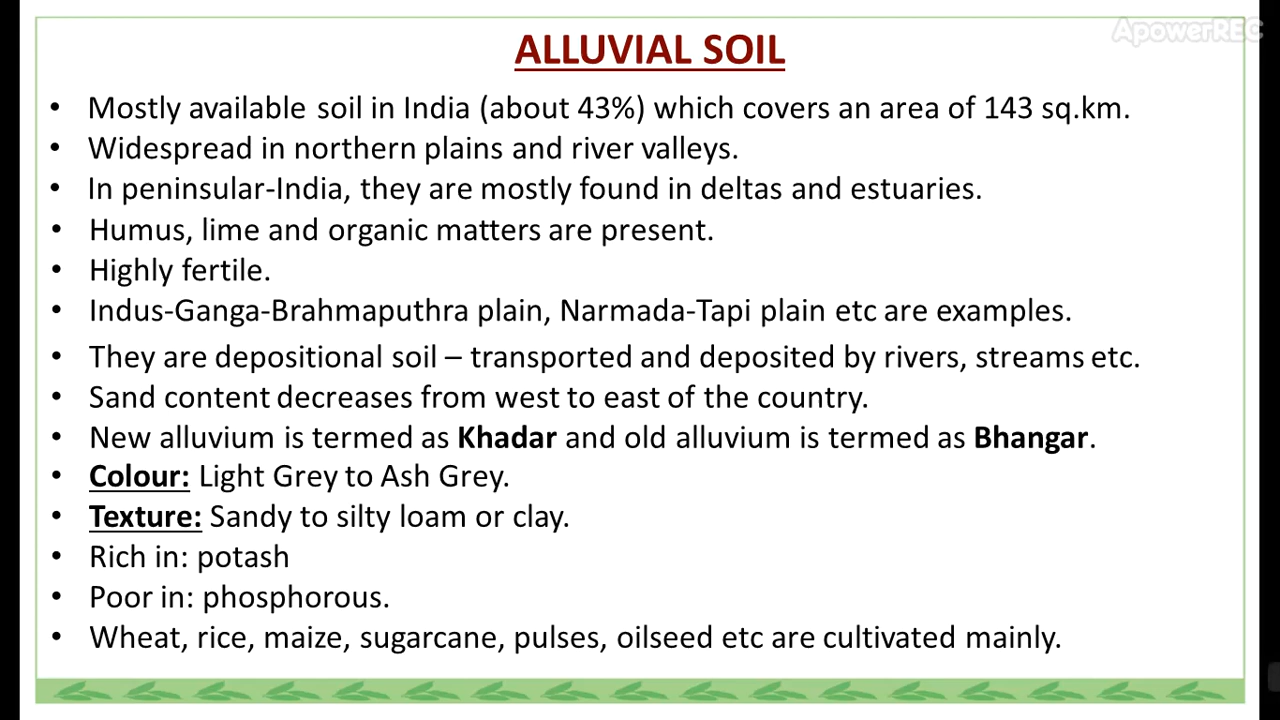 ApowerREC
ALLUVIAL SOIL
• Mostly available soil in India (about 43%) which covers an area of 143 sq.km.
• Widespread in northern plains and river valleys.
• In peninsular-India, they are mostly found in deltas and estuaries.
• Humus, lime and organic matters are present.
• Highly fertile.
• Indus-Ganga-Brahmaputhra plain, Narmada-Tapi plain etc are examples.
• They are depositional soil – transported and deposited by rivers, streams etc.
• Sand content decreases from west to east of the country.
• New alluvium is termed as Khadar and old alluvium is termed as Bhangar.
• Colour: Light Grey to Ash Grey.
• Texture: Sandy to silty loam or clay.
• Rich in: potash
• Poor in: phosphorous.
• Wheat, rice, maize, sugarcane, pulses, oilseed etc are cultivated mainly.